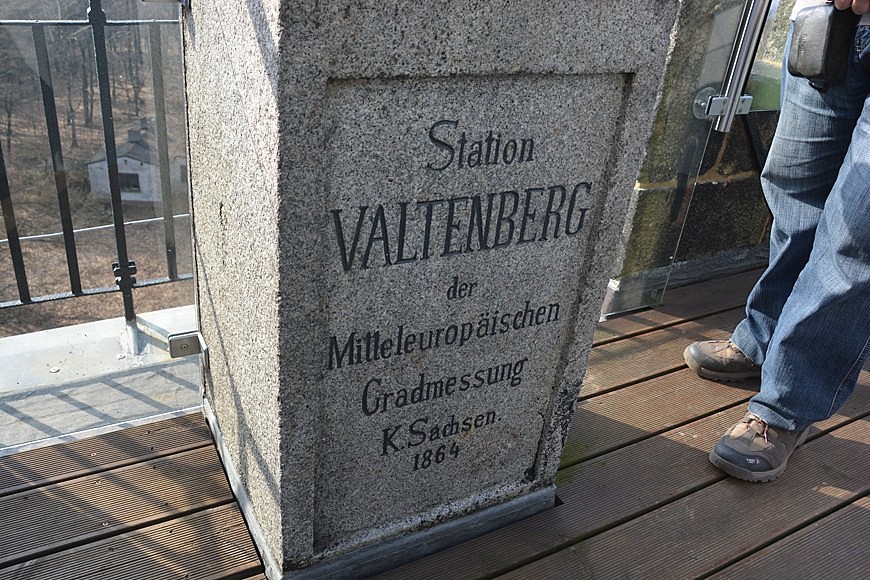 Station
VALTENBERG
der
Mitteleuropäischen
Gradmessung
K. Sachsen.
1864